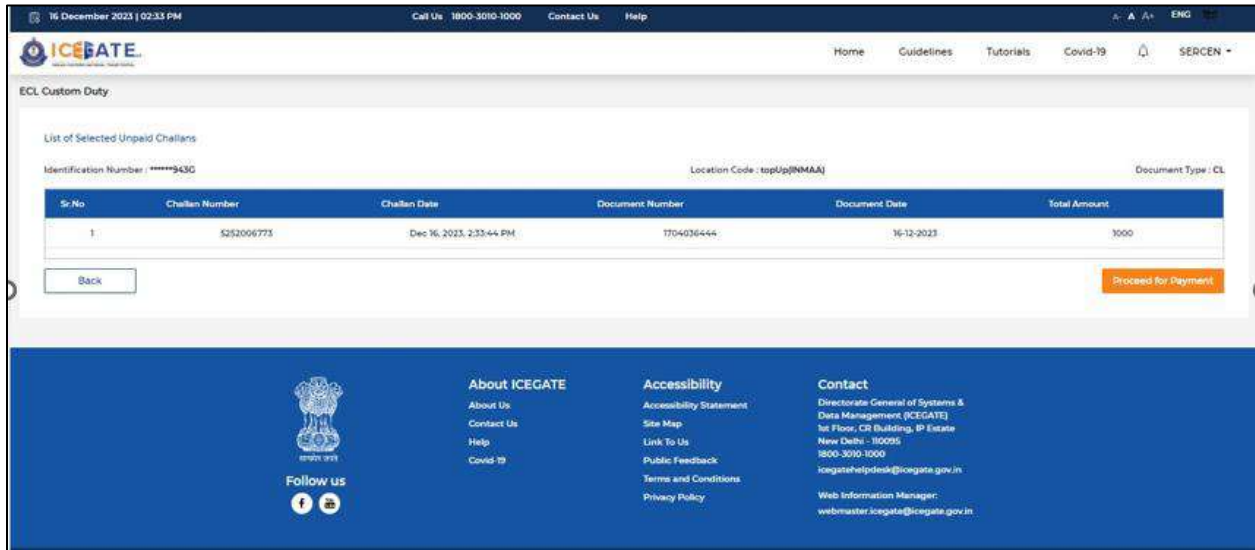 16 December 2023 | 02:33 PM Call Us 1800-3010-1000 Contact Us Help A- A A+ ENG
ICEGATE Home Guidelines Tutorials Covid-19 SERCEN
ECL Custom Duty
List of Selected Unpaid Challans
Identification Number : ******943G Location Code : topUp(INMAA) Document Type : CL
Sr.No Challan Number Challan Date Document Number Document Date Total Amount
1 5252006773 Dec 16, 2023, 2:33:44 PM 1704036444 16-12-2023 1000
Back Proceed for Payment
सत्यमेव जयते
Follow us
About ICEGATE
About Us
Contact Us
Help
Covid-19
Accessibility
Accessibility Statement
Site Map
Link To Us
Public Feedback
Terms and Conditions
Privacy Policy
Contact
Directorate General of Systems &
Data Management (ICEGATE)
1st Floor, CR Building, IP Estate
New Delhi - 110095
1800-3010-1000
icegatehelpdesk@icegate.gov.in
Web Information Manager:
webmaster.icegate@icegate.gov.in